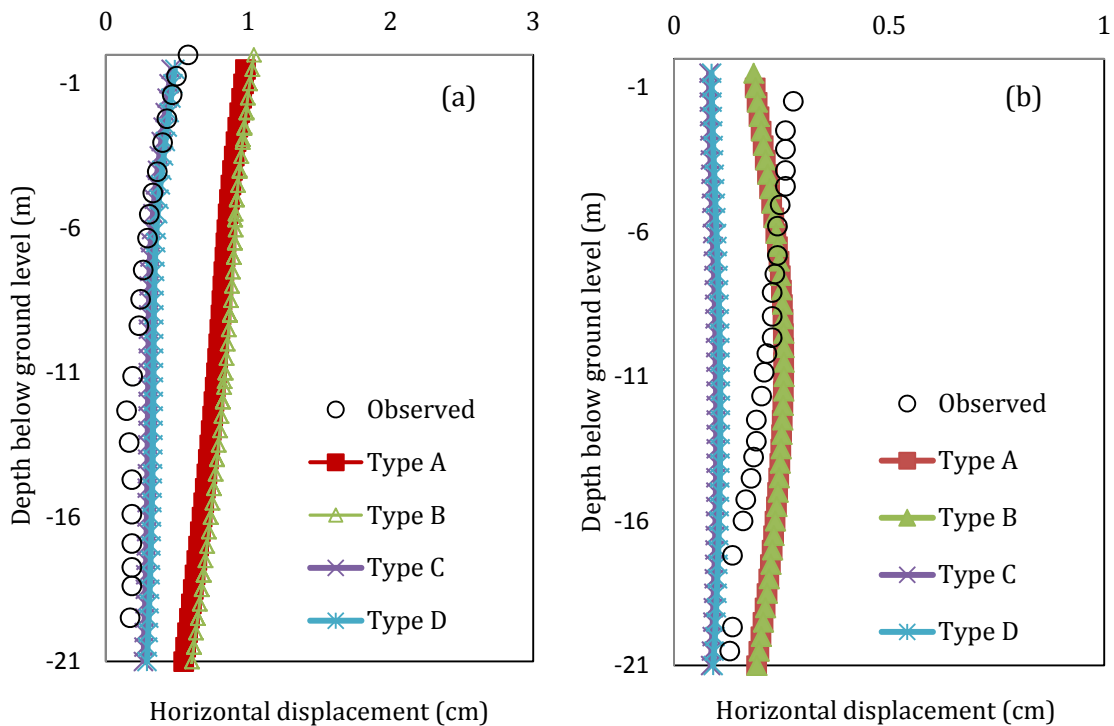 0 1 2 3
-1
-6
-11
-16
-21
Depth below ground level (m)
(a)
Observed
Type A
Type B
Type C
Type D
Horizontal displacement (cm)
0 0.5 1
-1
-6
-11
-16
-21
Depth below ground level (m)
(b)
Observed
Type A
Type B
Type C
Type D
Horizontal displacement (cm)